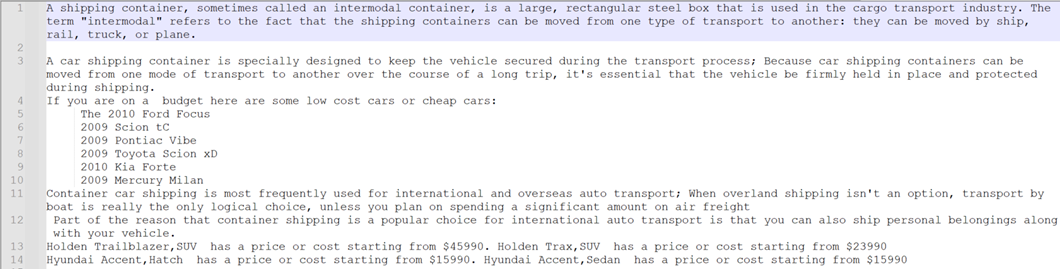 1 A shipping container, sometimes called an intermodal container, is a large, rectangular steel box that is used in the cargo transport industry. The
term "intermodal" refers to the fact that the shipping containers can be moved from one type of transport to another: they can be moved by ship,
rail, truck, or plane.
2
3 A car shipping container is specially designed to keep the vehicle secured during the transport process; Because car shipping containers can be
moved from one mode of transport to another over the course of a long trip, it's essential that the vehicle be firmly held in place and protected
during shipping.
4 If you are on a  budget here are some low cost cars or cheap cars:
5 The 2010 Ford Focus
6 2009 Scion tC
7 2009 Pontiac Vibe
8 2009 Toyota Scion xD
9 2010 Kia Forte
10 2009 Mercury Milan
11 Container car shipping is most frequently used for international and overseas auto transport; When overland shipping isn't an option, transport by
boat is really the only logical choice, unless you plan on spending a significant amount on air freight
12 Part of the reason that container shipping is a popular choice for international auto transport is that you can also ship personal belongings along
with your vehicle.
13 Holden Trailblazer,SUV  has a price or cost starting from $45990. Holden Trax,SUV  has a price or cost starting from $23990
14 Hyundai Accent,Hatch  has a price or cost starting from $15990. Hyundai Accent,Sedan  has a price or cost starting from $15990